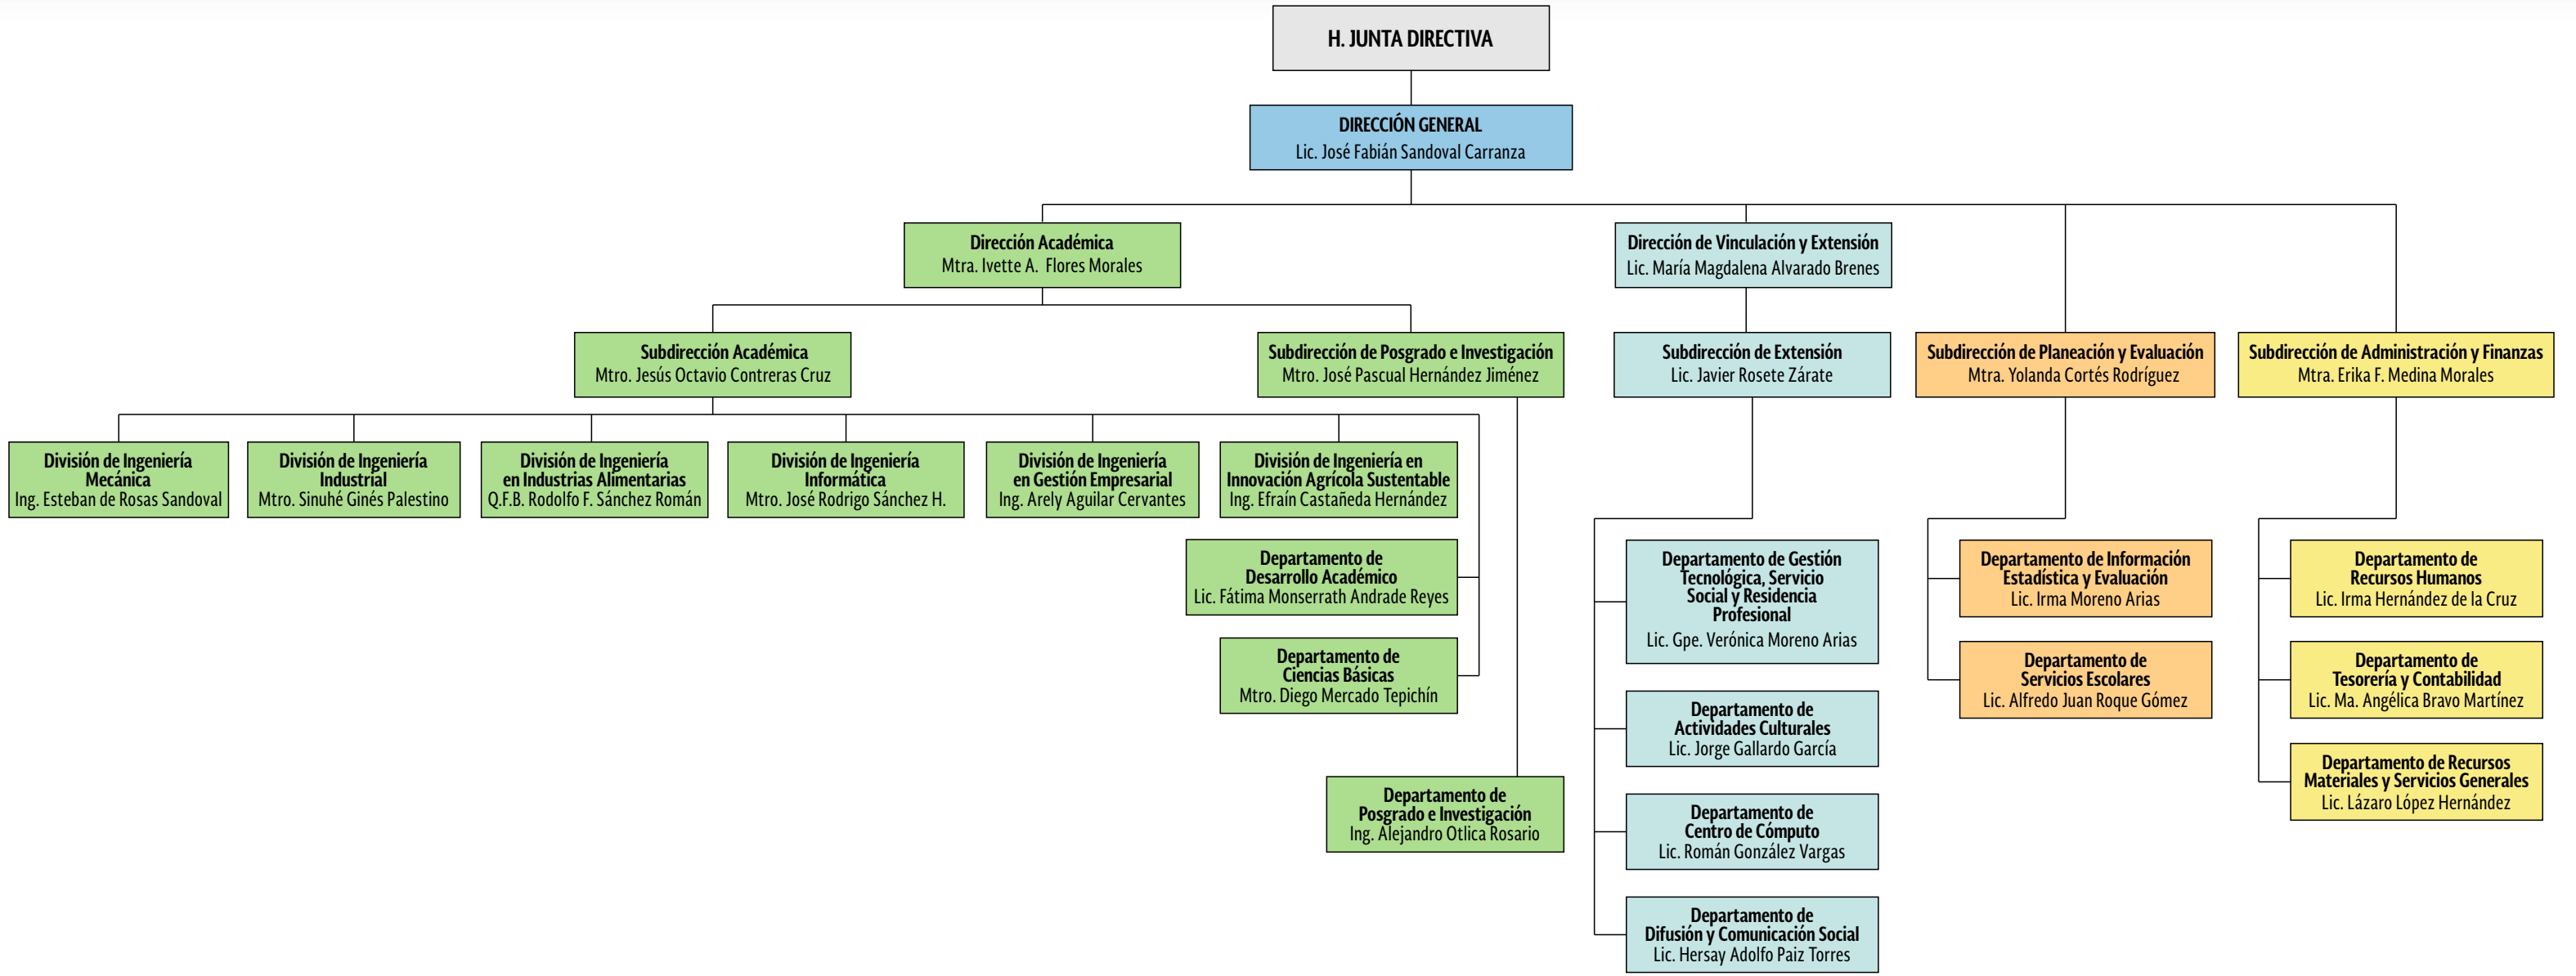 H. JUNTA DIRECTIVA
DIRECCIÓN GENERAL
Lic. José Fabián Sandoval Carranza
Dirección Académica
Mtra. Ivette A. Flores Morales
Dirección de Vinculación y Extensión
Lic. María Magdalena Alvarado Brenes
Subdirección Académica
Mtro. Jesús Octavio Contreras Cruz
Subdirección de Posgrado e Investigación
Mtro. José Pascual Hernández Jiménez
Subdirección de Extensión
Lic. Javier Rosete Zárate
Subdirección de Planeación y Evaluación
Mtra. Yolanda Cortés Rodríguez
Subdirección de Administración y Finanzas
Mtra. Erika F. Medina Morales
División de Ingeniería
Mecánica
Ing. Esteban de Rosas Sandoval
División de Ingeniería
Industrial
Mtro. Sinuhé Ginés Palestino
División de Ingeniería
en Industrias Alimentarias
Q.F.B. Rodolfo F. Sánchez Román
División de Ingeniería
Informática
Mtro. José Rodrigo Sánchez H.
División de Ingeniería
en Gestión Empresarial
Ing. Arely Aguilar Cervantes
División de Ingeniería en
Innovación Agrícola Sustentable
Ing. Efraín Castañeda Hernández
Departamento de
Desarrollo Académico
Lic. Fátima Monserrath Andrade Reyes
Departamento de
Ciencias Básicas
Mtro. Diego Mercado Tepichín
Departamento de
Posgrado e Investigación
Ing. Alejandro Otlica Rosario
Departamento de Gestión
Tecnológica, Servicio
Social y Residencia
Profesional
Lic. Gpe. Verónica Moreno Arias
Departamento de
Actividades Culturales
Lic. Jorge Gallardo García
Departamento de
Centro de Cómputo
Lic. Román González Vargas
Departamento de
Difusión y Comunicación Social
Lic. Hersay Adolfo Paiz Torres
Departamento de Información
Estadística y Evaluación
Lic. Irma Moreno Arias
Departamento de
Servicios Escolares
Lic. Alfredo Juan Roque Gómez
Departamento de
Recursos Humanos
Lic. Irma Hernández de la Cruz
Departamento de
Tesorería y Contabilidad
Lic. Ma. Angélica Bravo Martínez
Departamento de Recursos
Materiales y Servicios Generales
Lic. Lázaro López Hernández